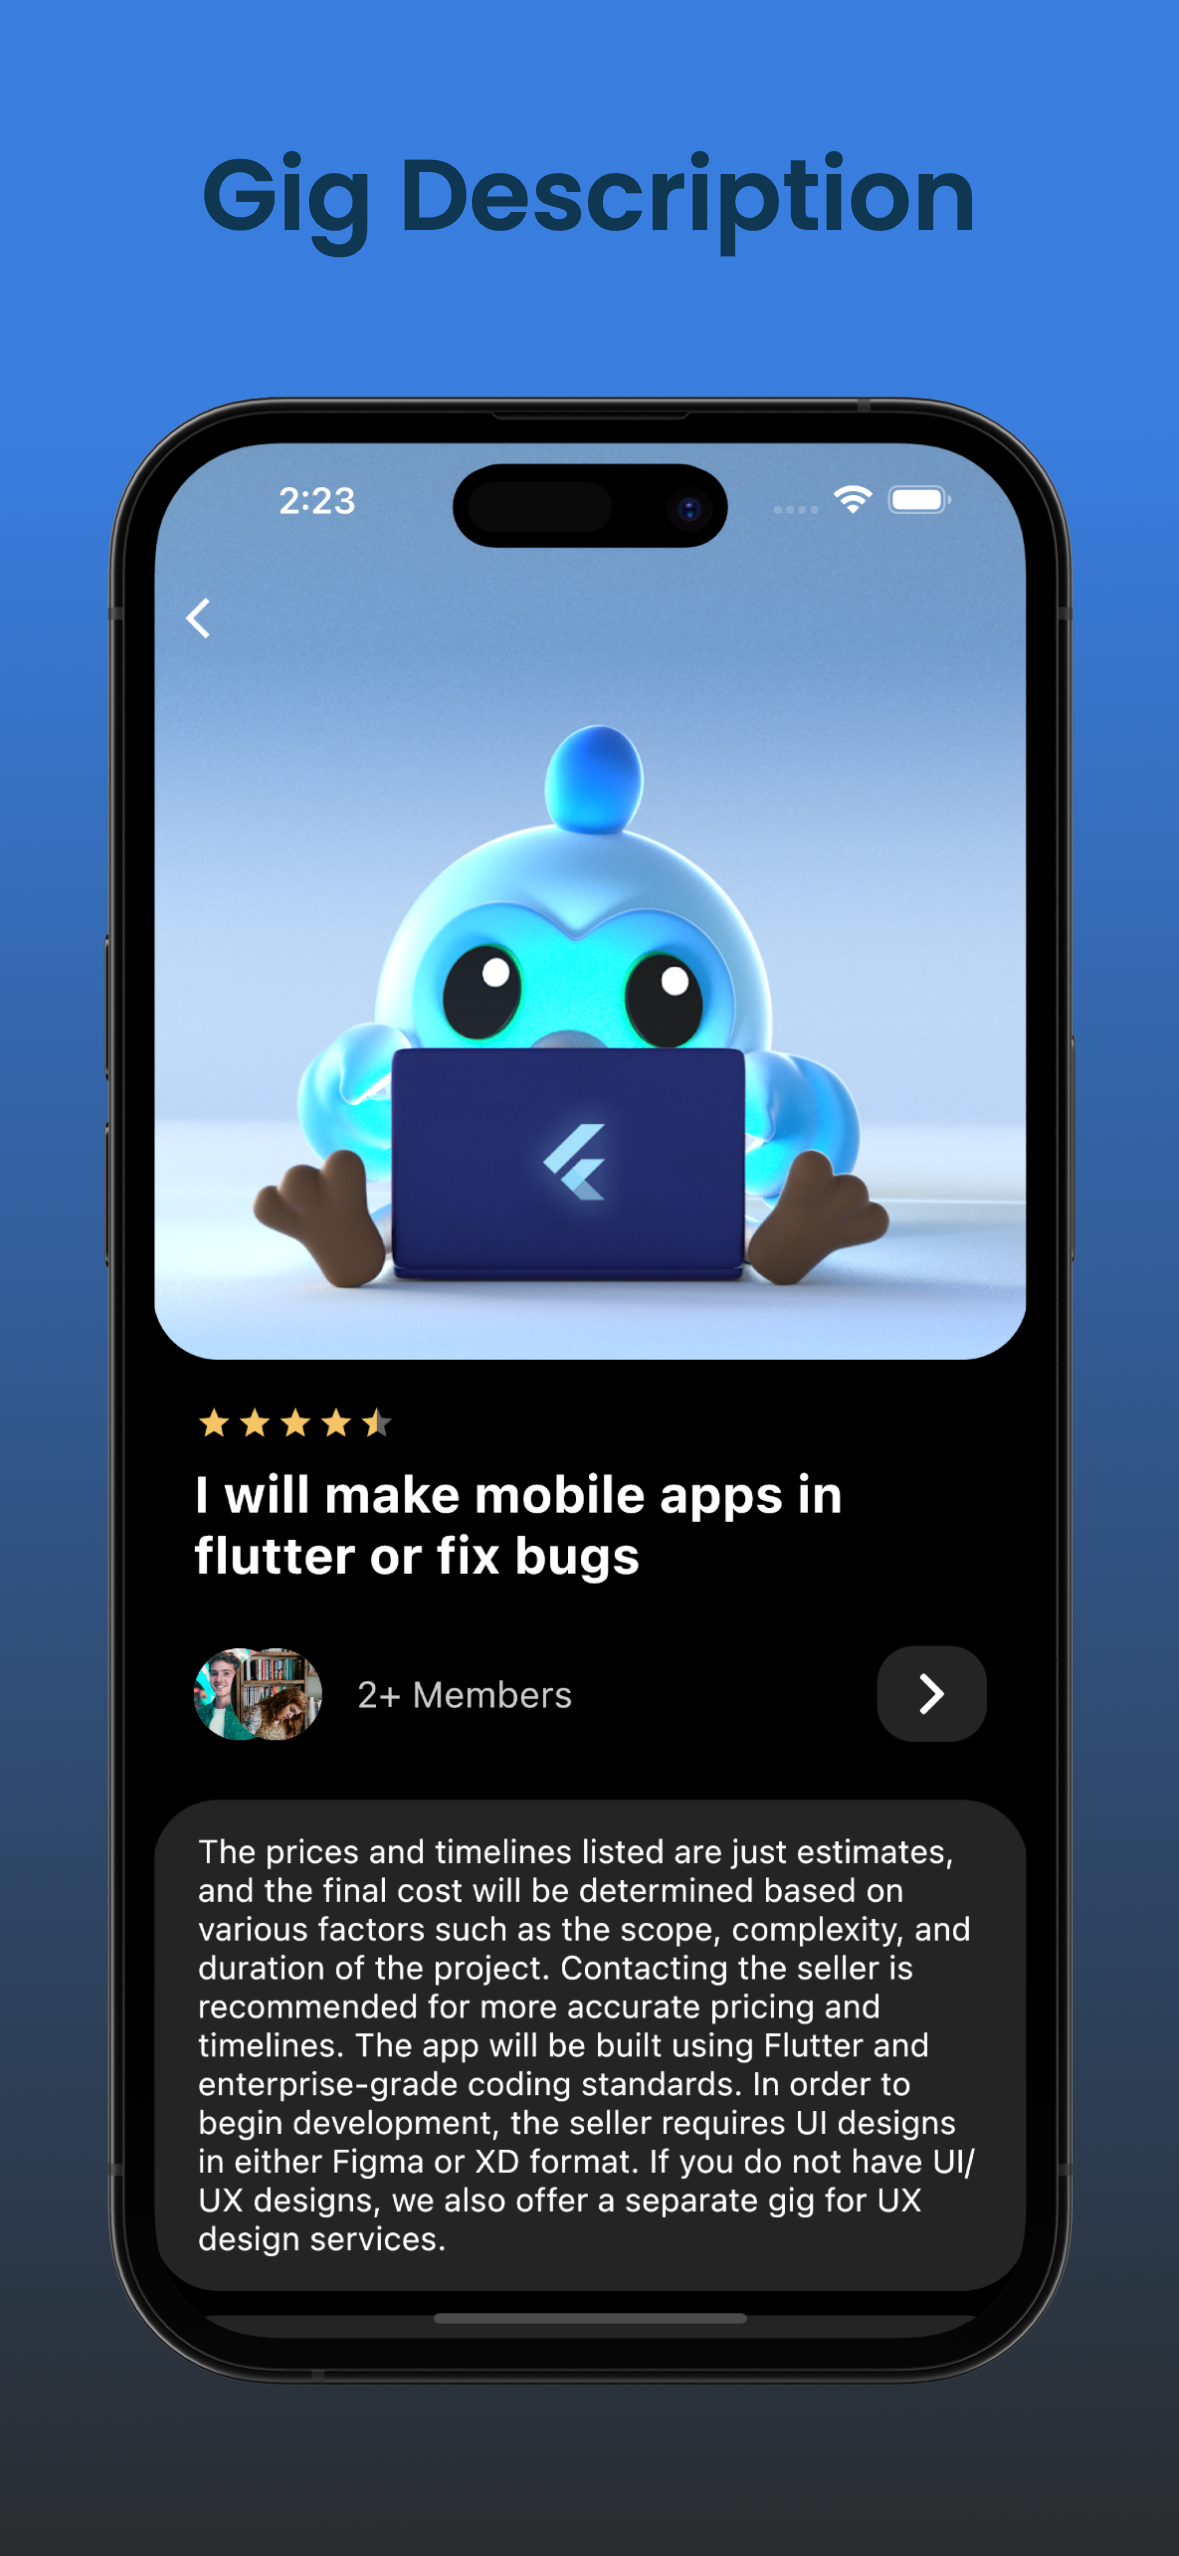 Gig Description
2:23
I will make mobile apps in
flutter or fix bugs
2+ Members
The prices and timelines listed are just estimates,
and the final cost will be determined based on
various factors such as the scope, complexity, and
duration of the project. Contacting the seller is
recommended for more accurate pricing and
timelines. The app will be built using Flutter and
enterprise-grade coding standards. In order to
begin development, the seller requires UI designs
in either Figma or XD format. If you do not have UI/
UX designs, we also offer a separate gig for UX
design services.